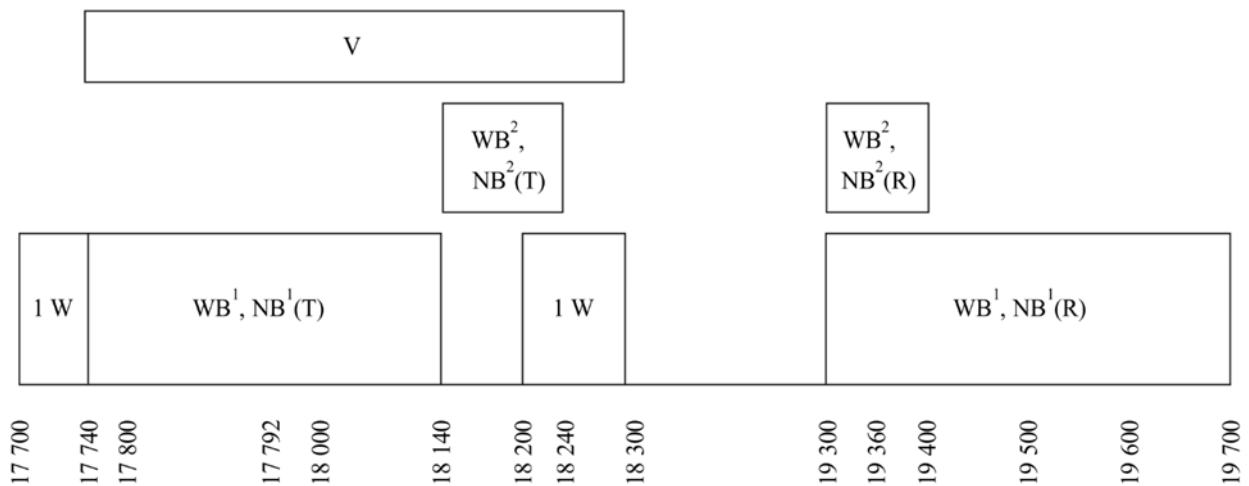 V
WB², NB²(T)
WB², NB²(R)
1 W
WB¹, NB¹(T)
1 W
WB¹, NB¹(R)
17 700
17 740
17 800
17 792
18 000
18 140
18 200
18 240
18 300
19 300
19 360
19 400
19 500
19 600
19 700